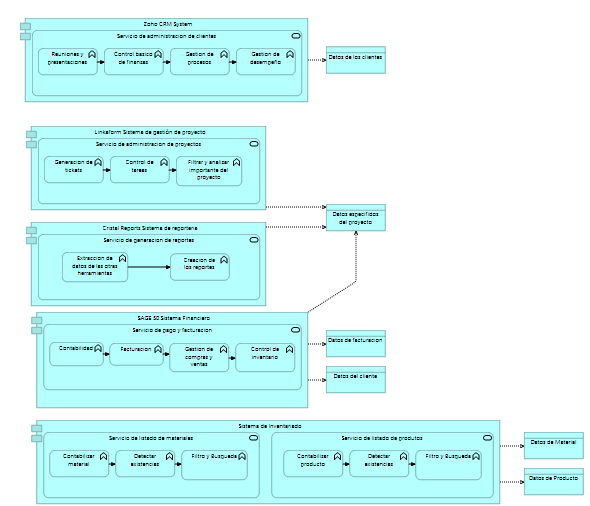 Zoho CRM System
Servicio de administracion de clientes
Reuniones y
presentaciones
Control basico
de finanzas
Gestion de
procesos
Gestion de
desempeño
Datos de los clientes
Linkaform Sistema de gestión de proyecto
Servicio de administracion de proyectos
Generacion de
tickets
Control de
tareas
Filtrar y analizar
importante del
proyecto
Datos especifidos
del proyecto
Cristal Reports Sistema de reporteria
Servicio de generacion de reportes
Extraccion de
datos de las otras
herramientas
Creacion de
los reportes
SAGE 50 Sistema Financiero
Servicio de pago y facturacion
Contabilidad
Facturacion
Gestion de
compras y
ventas
Control de
inventario
Datos de facturacion
Datos del cliente
Sistema de Inventariado
Servicio de listado de materiales
Contabilizar
material
Detectar
existencias
Filtro y Busqueda
Servicio de listado de produtos
Contabilizar
producto
Detectar
existencias
Filtro y Busqueda
Datos de Material
Datos de Producto